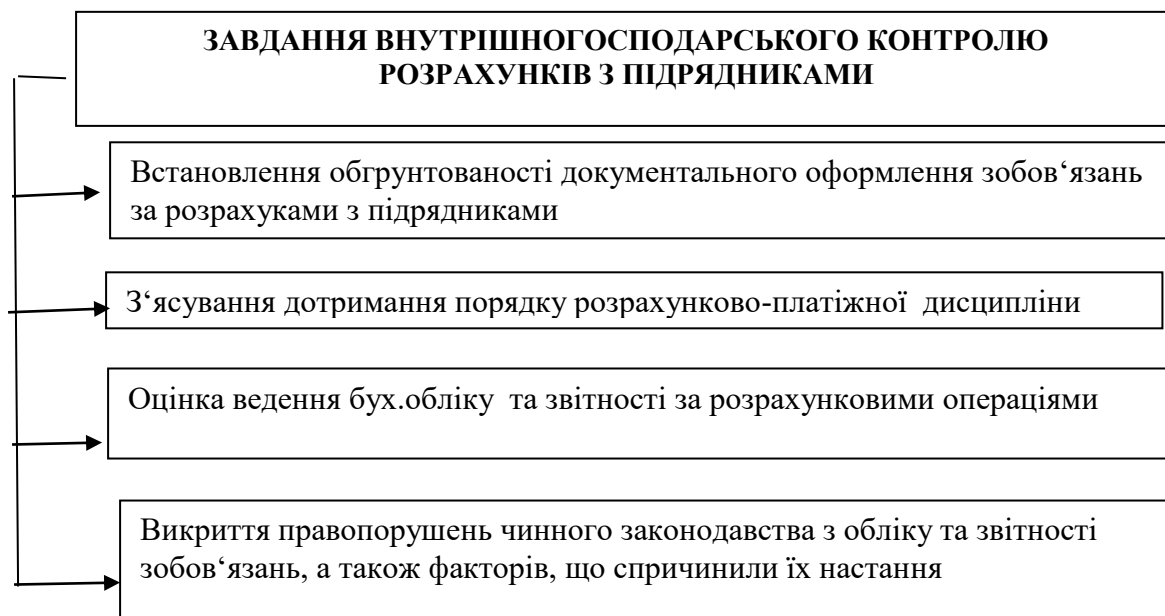 ЗАВДАННЯ ВНУТРІШНОГОСПОДАРСЬКОГО КОНТРОЛЮ
РОЗРАХУНКІВ З ПІДРЯДНИКАМИ
Встановлення обгрунтованості документального оформлення зобов‘язань
за розрахуками з підрядниками
З‘ясування дотримання порядку розрахунково-платіжної дисципліни
Оцінка ведення бух.обліку та звітності за розрахунковими операціями
Викриття правопорушень чинного законодавства з обліку та звітності
зобов‘язань, а також факторів, що спричинили їх настання